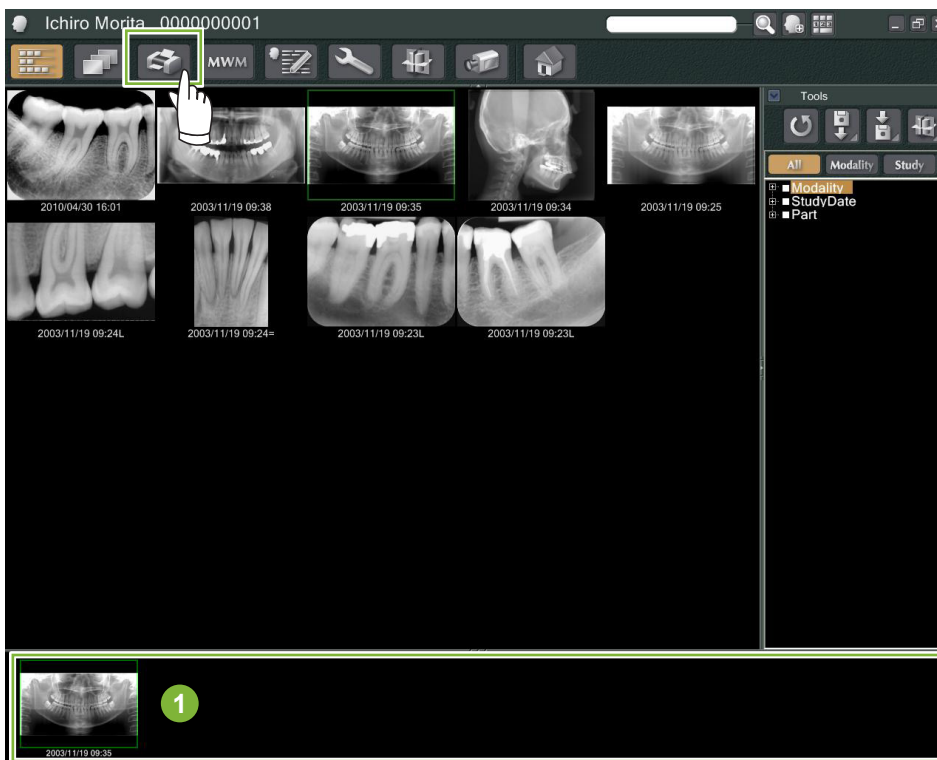 Ichiro Morita 0000000001
MWM
Tools
All Modality Study
Modality
StudyDate
Part
2010/04/30 16:01 2003/11/19 09:38 2003/11/19 09:35 2003/11/19 09:34 2003/11/19 09:25
2003/11/19 09:24L 2003/11/19 09:24= 2003/11/19 09:23L 2003/11/19 09:23L
1
2003/11/19 09:35